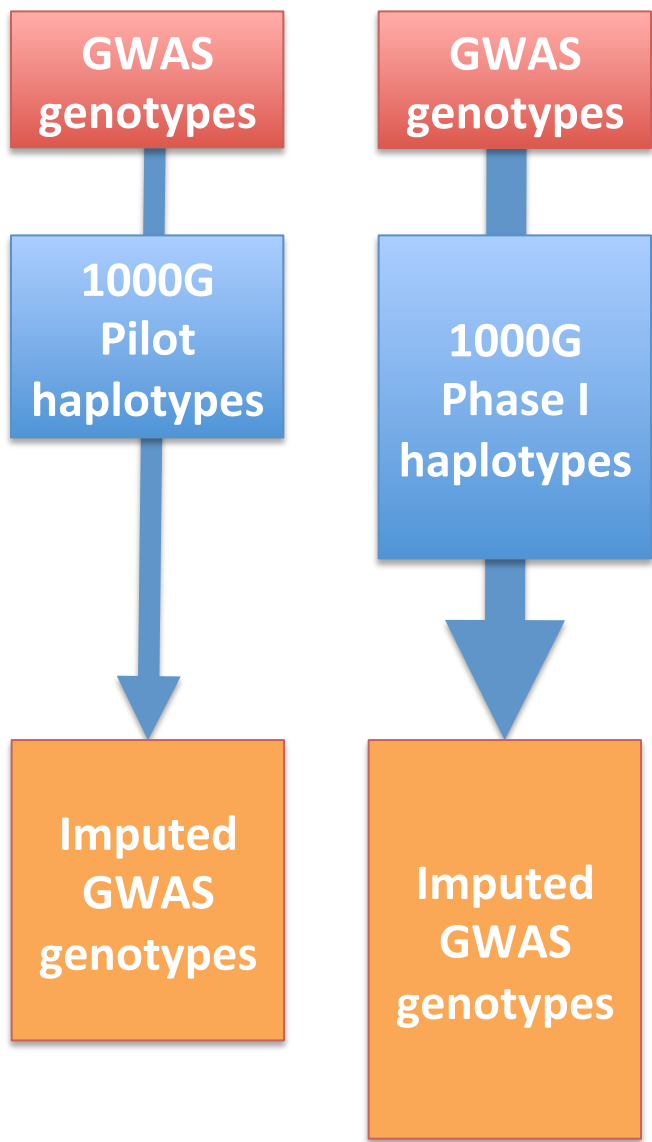 GWAS
genotypes
1000G
Pilot
haplotypes
Imputed
GWAS
genotypes
GWAS
genotypes
1000G
Phase I
haplotypes
Imputed
GWAS
genotypes